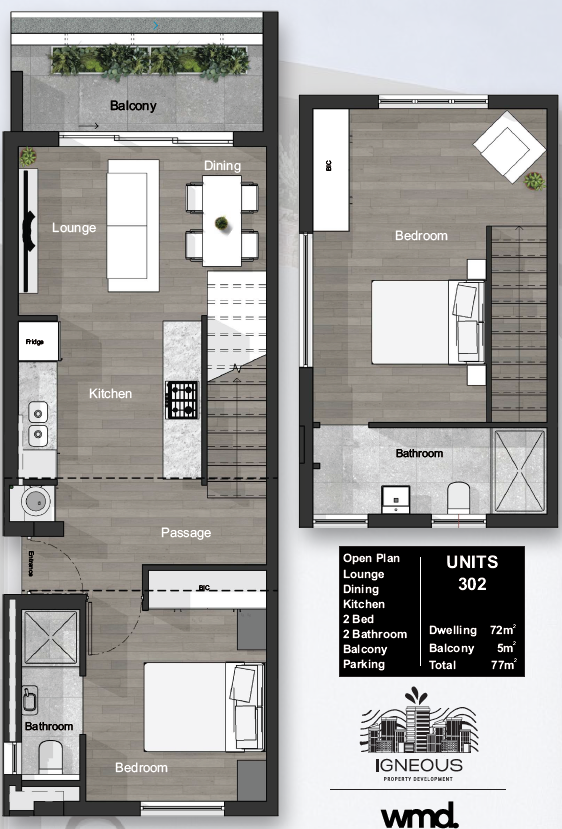 Balcony
Dining
Lounge
Fridge
Kitchen
Passage
Entrance
BIC
Bathroom
Bedroom
BIC
Bedroom
Bathroom
Open Plan
Lounge
Dining
Kitchen
2 Bed
2 Bathroom
Balcony
Parking
UNITS
302
Dwelling 72m²
Balcony 5m²
Total 77m²
IGNEOUS
PROPERTY DEVELOPMENT
wmd.